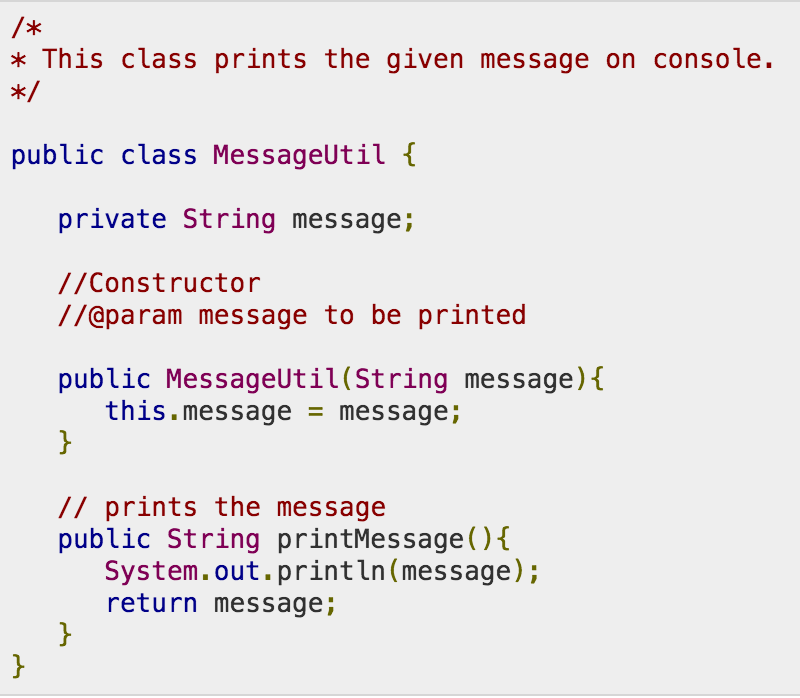 /*
* This class prints the given message on console.
*/
public class MessageUtil {
private String message;
//Constructor
//@param message to be printed
public MessageUtil(String message){
this.message = message;
}
// prints the message
public String printMessage(){
System.out.println(message);
return message;
}
}